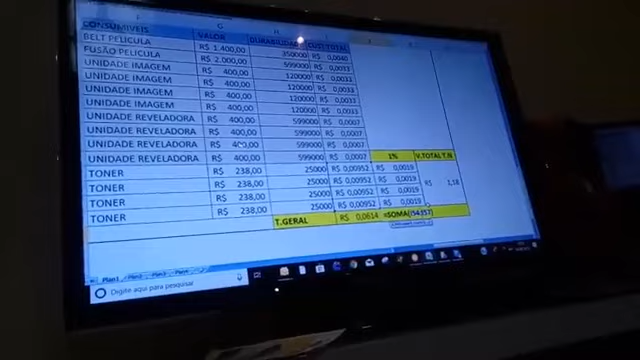 CONSUMIVEIS VALOR DURABILIDADE CUST.TOTAL
BELT PELICULA R$ 1.400,00 350000 R$ 0,0040
FUSÃO PELICULA R$ 2.000,00 599000 R$ 0,0033
UNIDADE IMAGEM R$ 400,00 120000 R$ 0,0033
UNIDADE IMAGEM R$ 400,00 120000 R$ 0,0033
UNIDADE IMAGEM R$ 400,00 120000 R$ 0,0033
UNIDADE IMAGEM R$ 400,00 120000 R$ 0,0033
UNIDADE REVELADORA R$ 400,00 599000 R$ 0,0007
UNIDADE REVELADORA R$ 400,00 599000 R$ 0,0007
UNIDADE REVELADORA R$ 400,00 599000 R$ 0,0007
UNIDADE REVELADORA R$ 400,00 599000 R$ 0,0007 1% V.TOTAL T.N
TONER R$ 238,00 25000 R$ 0,00952 R$ 0,0019
TONER R$ 238,00 25000 R$ 0,00952 R$ 0,0019 R$ 1,18
TONER R$ 238,00 25000 R$ 0,00952 R$ 0,0019
TONER R$ 238,00 25000 R$ 0,00952 R$ 0,0019
T.GERAL R$ 0,0614 =SOMA(
Plan1 Plan2 Plan3 Plan4
Digite aqui para pesquisar